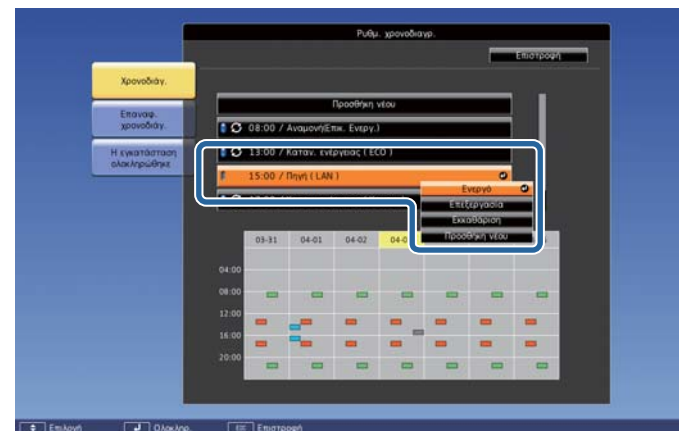 Ρυθμ. χρονοδιαγρ.
Επιστροφή
Χρονοδιάγ.
Επαναφ.
χρονοδιάγ.
Η εγκατάσταση
ολοκληρώθηκε
Προσθήκη νέου
08:00 / Αναμονή(Επικ. Ενεργ.)
13:00 / Καταν. ενέργειας ( ECO )
15:00 / Πηγή ( LAN )
Ενεργό
Επεξεργασία
Εκκαθάριση
Προσθήκη νέου
03-31 04-01 04-02
04:00
08:00
12:00
16:00
20:00
Επιλογή Ολοκληρ. Επιστροφή